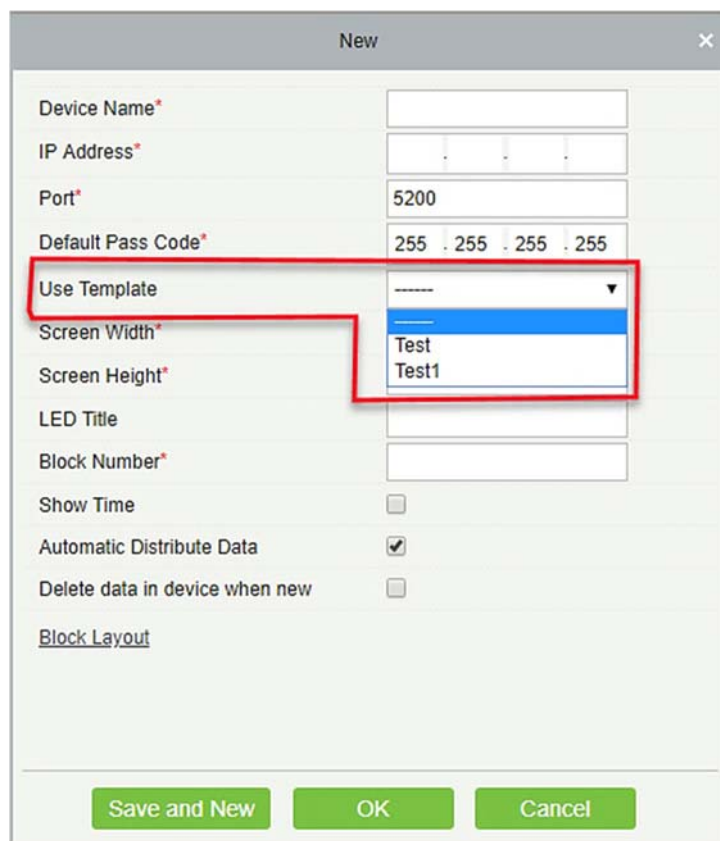 New ×
Device Name*
IP Address* . . .
Port* 5200
Default Pass Code* 255 . 255 . 255 . 255
Use Template ------ ▼
------
Screen Width*
Test
Screen Height* Test1
LED Title
Block Number*
Show Time
Automatic Distribute Data ✔
Delete data in device when new
Block Layout
Save and New OK Cancel